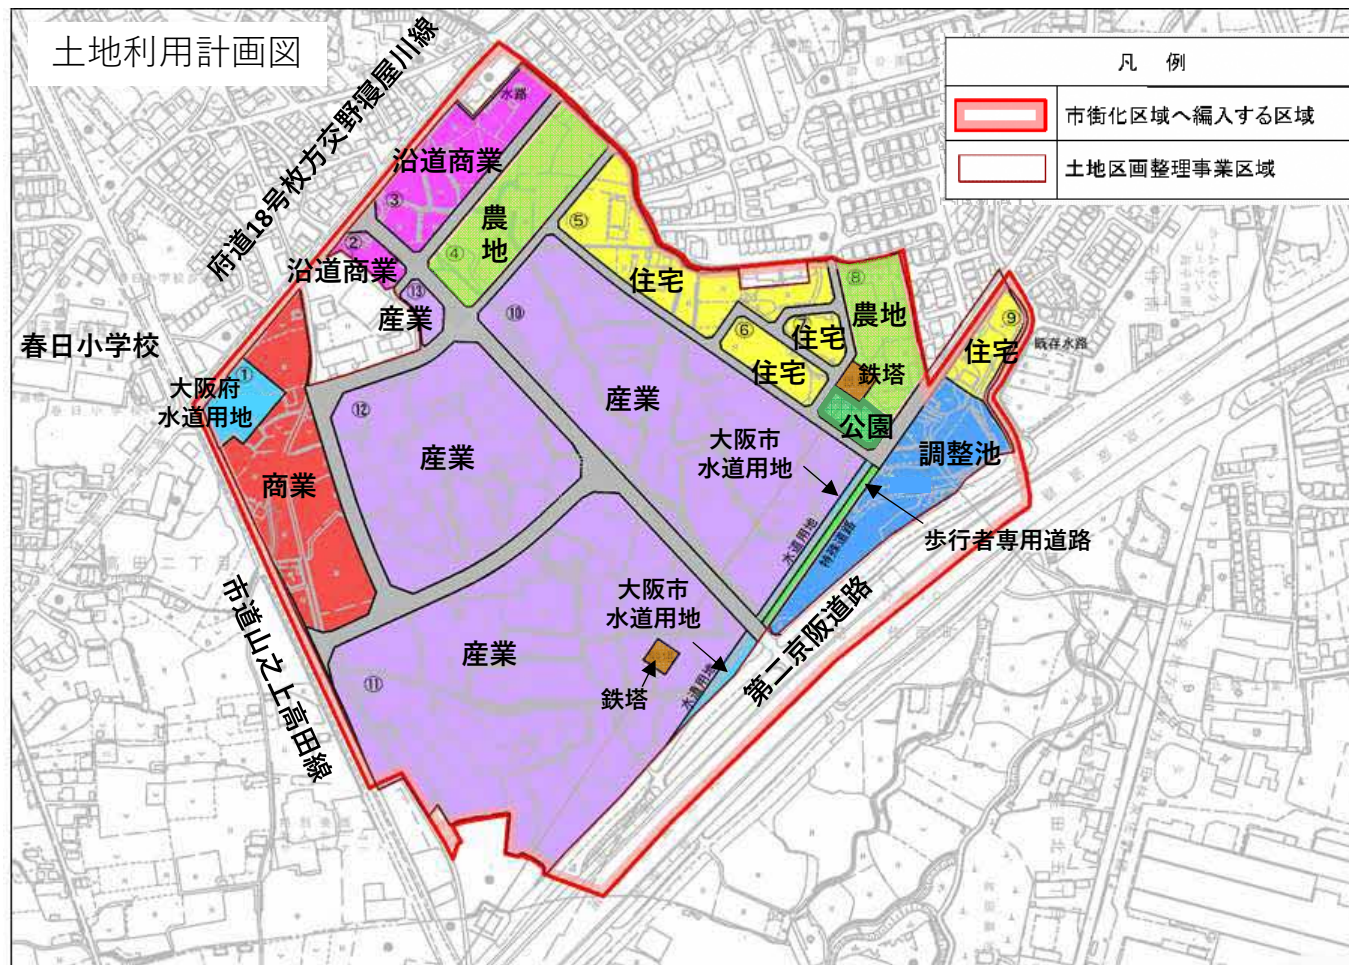 土地利用計画図
凡 例
市街化区域へ編入する区域
土地区画整理事業区域
府道18号枚方交野寝屋川線
水路
沿道商業
③
農
地
④
②
沿道商業
⑬
産業
⑤
住宅
⑧
農地
⑥
住宅
⑦
住宅
⑨
住宅
既存水路
鉄塔
公園
⑩
産業
春日小学校
①
大阪府
水道用地
商業
⑫
産業
大阪市
水道用地
調整池
歩行者専用道路
水道用地
特殊道路
大阪市
水道用地
⑪
産業
鉄塔
水道用地
第二京阪道路
市道山之上高田線